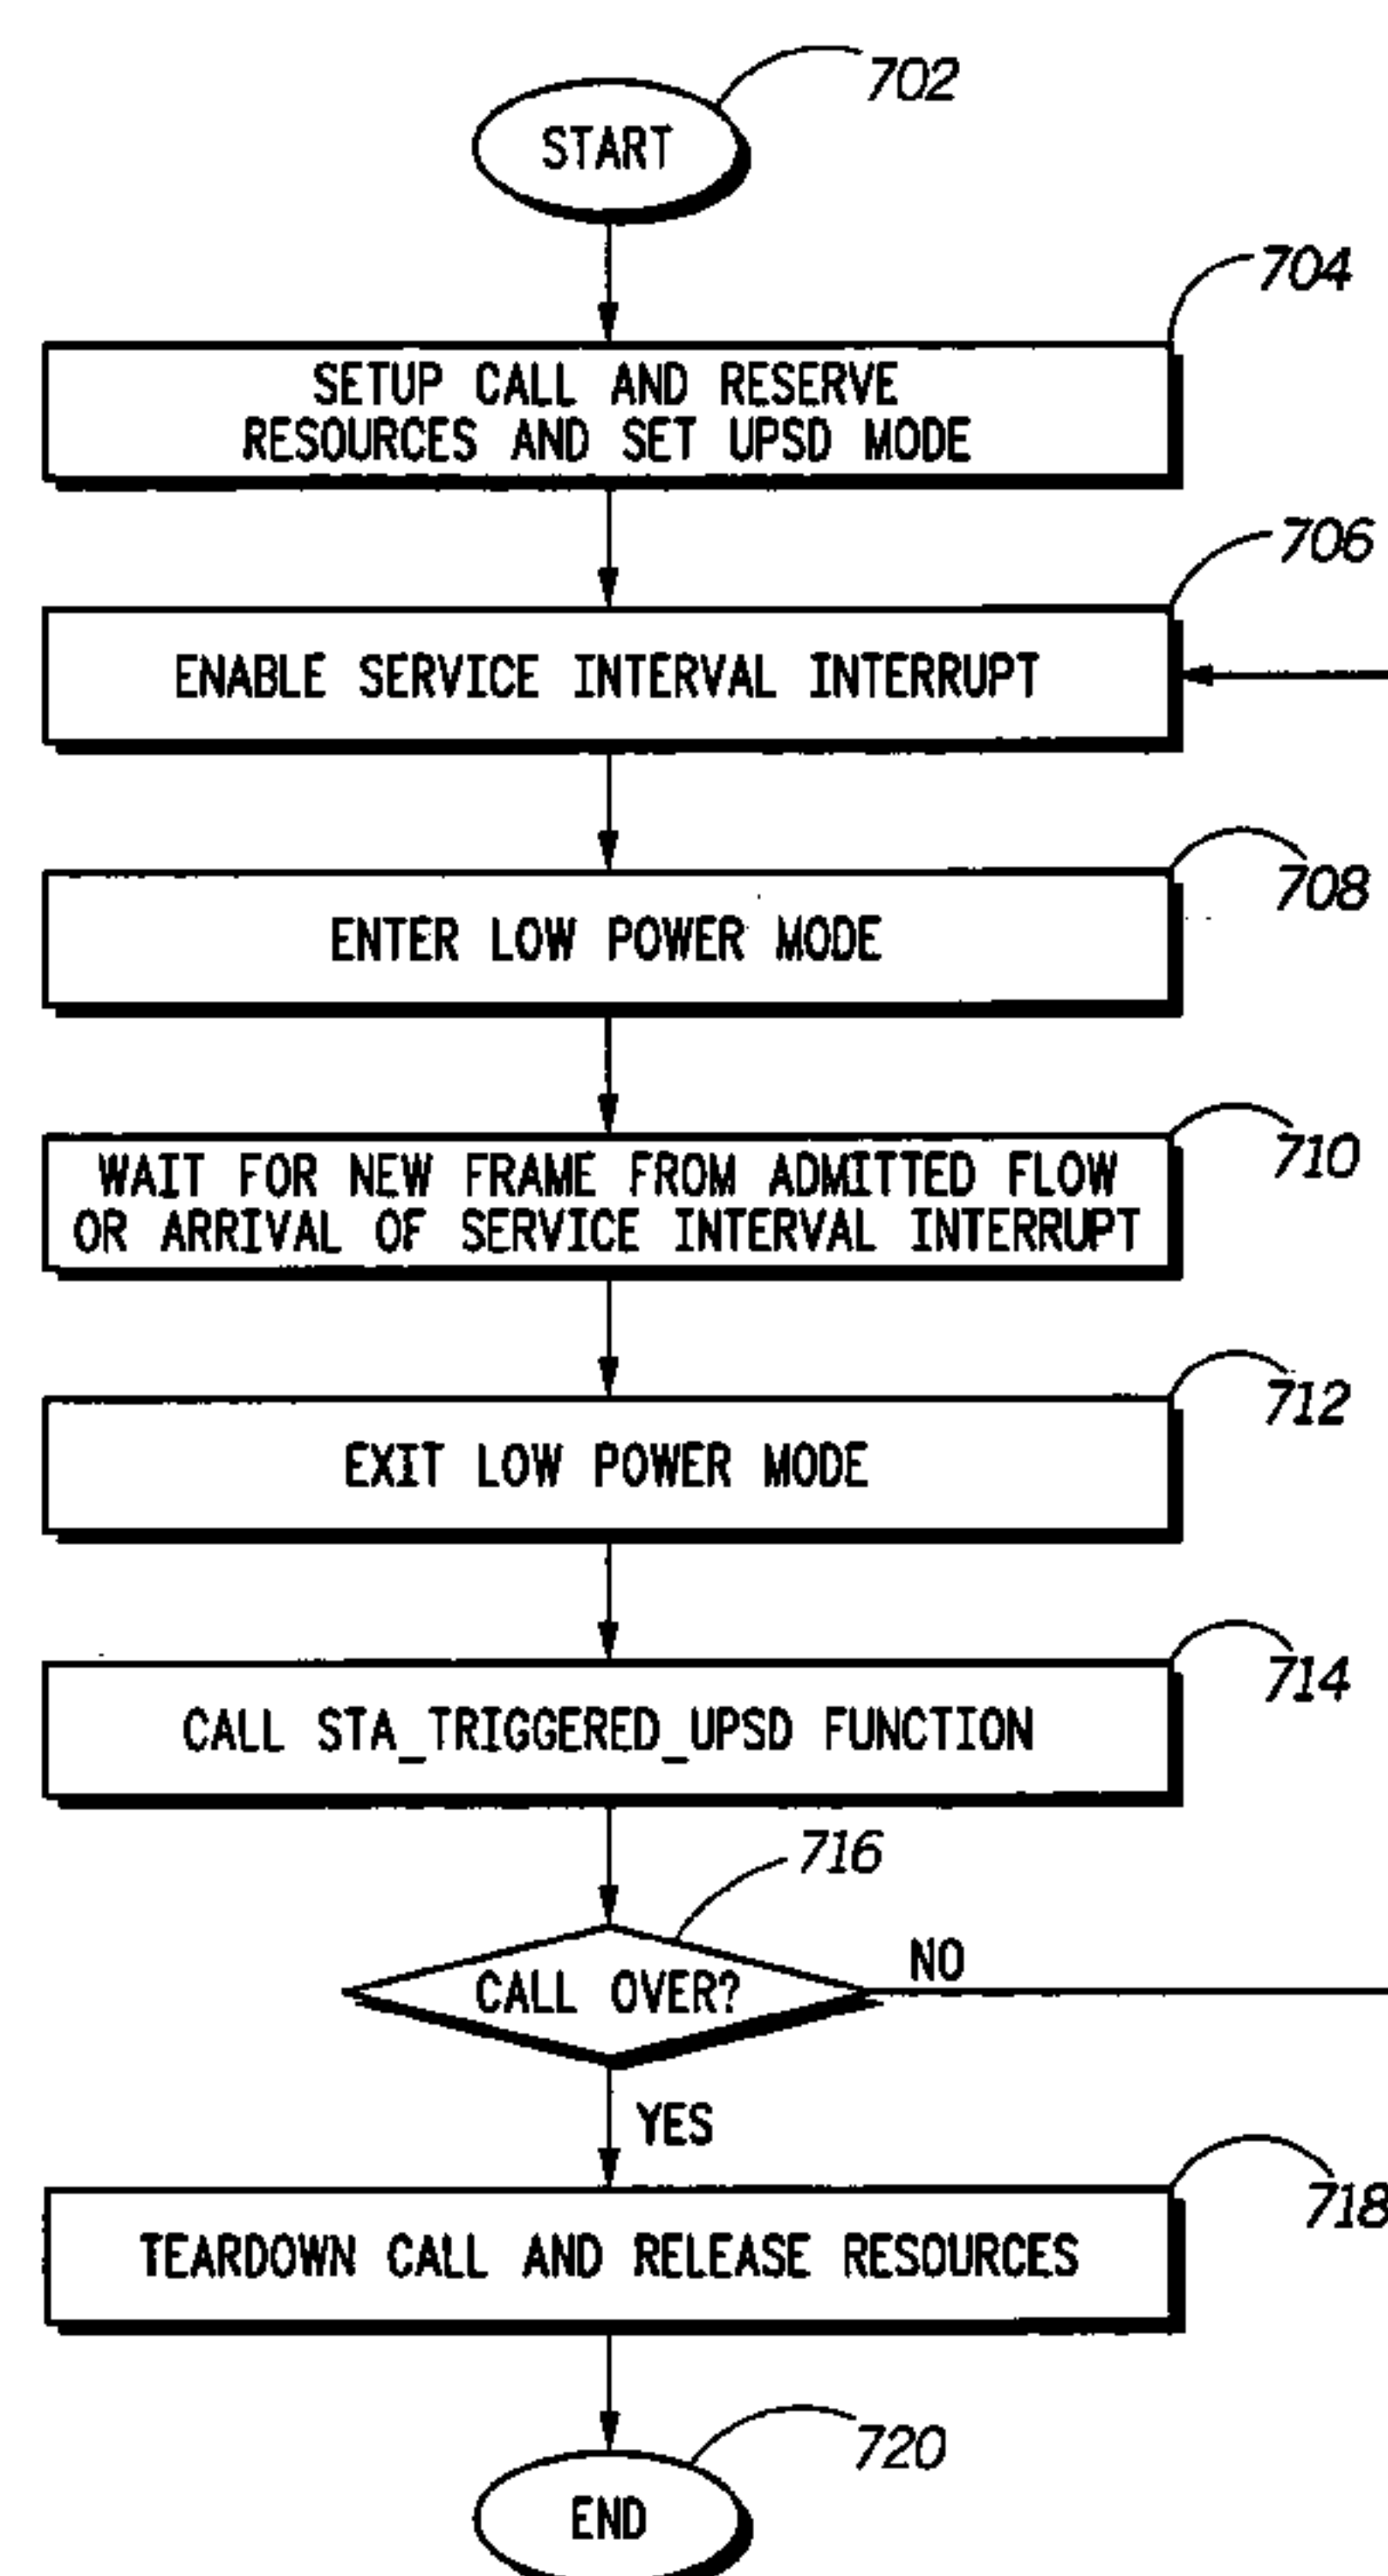 702
START
704
SETUP CALL AND RESERVE
RESOURCES AND SET UPSD MODE
706
ENABLE SERVICE INTERVAL INTERRUPT
708
ENTER LOW POWER MODE
710
WAIT FOR NEW FRAME FROM ADMITTED FLOW
OR ARRIVAL OF SERVICE INTERVAL INTERRUPT
712
EXIT LOW POWER MODE
714
CALL STA_TRIGGERED_UPSD FUNCTION
716
CALL OVER?
NO
YES
718
TEARDOWN CALL AND RELEASE RESOURCES
720
END